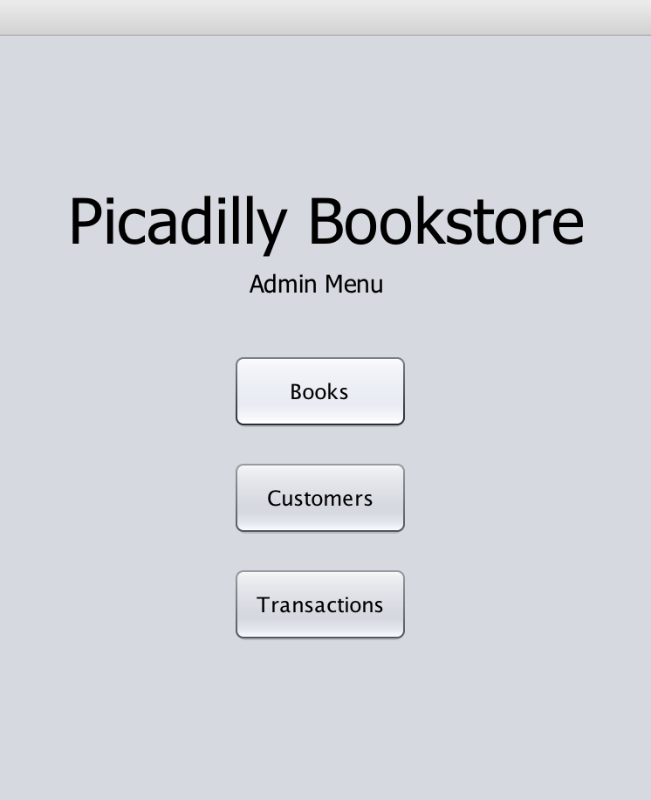 Picadilly Bookstore
Admin Menu
Books
Customers
Transactions